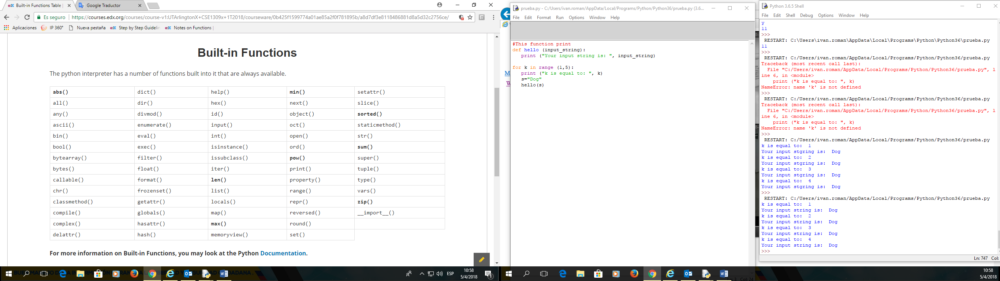 Built-in Functions Table |
Google Traductor
Es seguro | https://courses.edx.org/courses/course-v1:UTArlingtonX+CSE1309x+1T2018/courseware/0b425f1599774a01ae85a2f0f781895b/a8d7df3e8118486881d8a5d32c2756ce/
Aplicaciones IP 360° Nueva pestaña Step by Step Guidelin Notes on Functions |
Built-in Functions
The python interpreter has a number of functions built into it that are always available.
abs() dict() help() min() setattr()
all() dir() hex() next() slice()
any() divmod() id() object() sorted()
ascii() enumerate() input() oct() staticmethod()
bin() eval() int() open() str()
bool() exec() isinstance() ord() sum()
bytearray() filter() issubclass() pow() super()
bytes() float() iter() print() tuple()
callable() format() len() property() type()
chr() frozenset() list() range() vars()
classmethod() getattr() locals() repr() zip()
compile() globals() map() reversed() __import__()
complex() hasattr() max() round()
delattr() hash() memoryview() set()
For more information on Built-in Functions, you may look at the Python Documentation.
ESP
10:58
5/4/2018
1
M
W
prueba.py - C:/Users/ivan.roman/AppData/Local/Programs/Python/Python36/prueba.py (3.6...
File Edit Format Run Options Window Help
#This function print
def hello (input_string):
print ("Your input string is: ", input_string)
for k in range (1,5):
print ("k is equal to: ", k)
s="Dog"
hello(s)
Python 3.6.5 Shell
File Edit Shell Debug Options Window Help
y
11
>>>
RESTART: C:\Users\ivan.roman\AppData\Local\Programs\Python\Python36\prueba.py
11
>>>
RESTART: C:/Users/ivan.roman/AppData/Local/Programs/Python/Python36/prueba.py
Traceback (most recent call last):
File "C:/Users/ivan.roman/AppData/Local/Programs/Python/Python36/prueba.py", l
ine 6, in <module>
print ("k is equal to: ", k)
NameError: name 'k' is not defined
>>>
RESTART: C:/Users/ivan.roman/AppData/Local/Programs/Python/Python36/prueba.py
Traceback (most recent call last):
File "C:/Users/ivan.roman/AppData/Local/Programs/Python/Python36/prueba.py", l
ine 6, in <module>
print ("k is equal to: ", k)
NameError: name 'k' is not defined
>>>
RESTART: C:/Users/ivan.roman/AppData/Local/Programs/Python/Python36/prueba.py
k is equal to: 1
Your input stgring is: Dog
k is equal to: 2
Your input stgring is: Dog
k is equal to: 3
Your input stgring is: Dog
k is equal to: 4
Your input stgring is: Dog
>>>
RESTART: C:/Users/ivan.roman/AppData/Local/Programs/Python/Python36/prueba.py
k is equal to: 1
Your input string is: Dog
k is equal to: 2
Your input string is: Dog
k is equal to: 3
Your input string is: Dog
k is equal to: 4
Your input string is: Dog
>>>
Ln: 747 Col:
10:58
5/4/2018